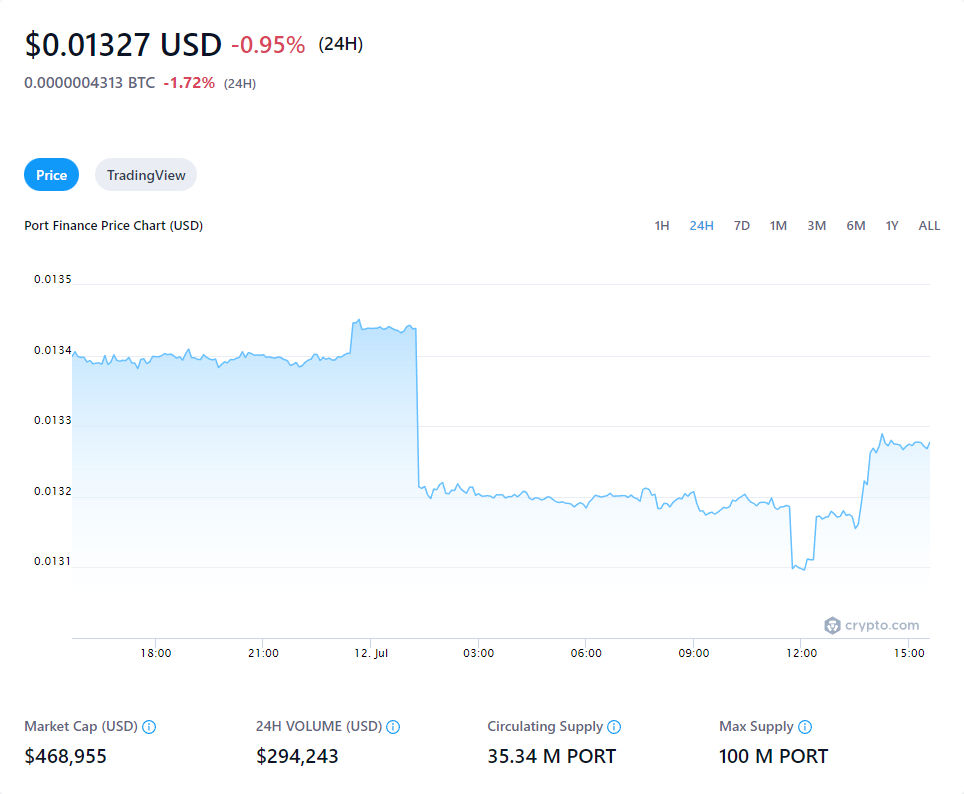 $0.01327 USD -0.95% (24H)
0.0000004313 BTC -1.72% (24H)
Price TradingView
Port Finance Price Chart (USD) 1H 24H 7D 1M 3M 6M 1Y ALL
0.0135
0.0134
0.0133
0.0132
0.0131
crypto.com
18:00 21:00 12. Jul 03:00 06:00 09:00 12:00 15:00
Market Cap (USD) 24H VOLUME (USD) Circulating Supply Max Supply
$468,955 $294,243 35.34 M PORT 100 M PORT